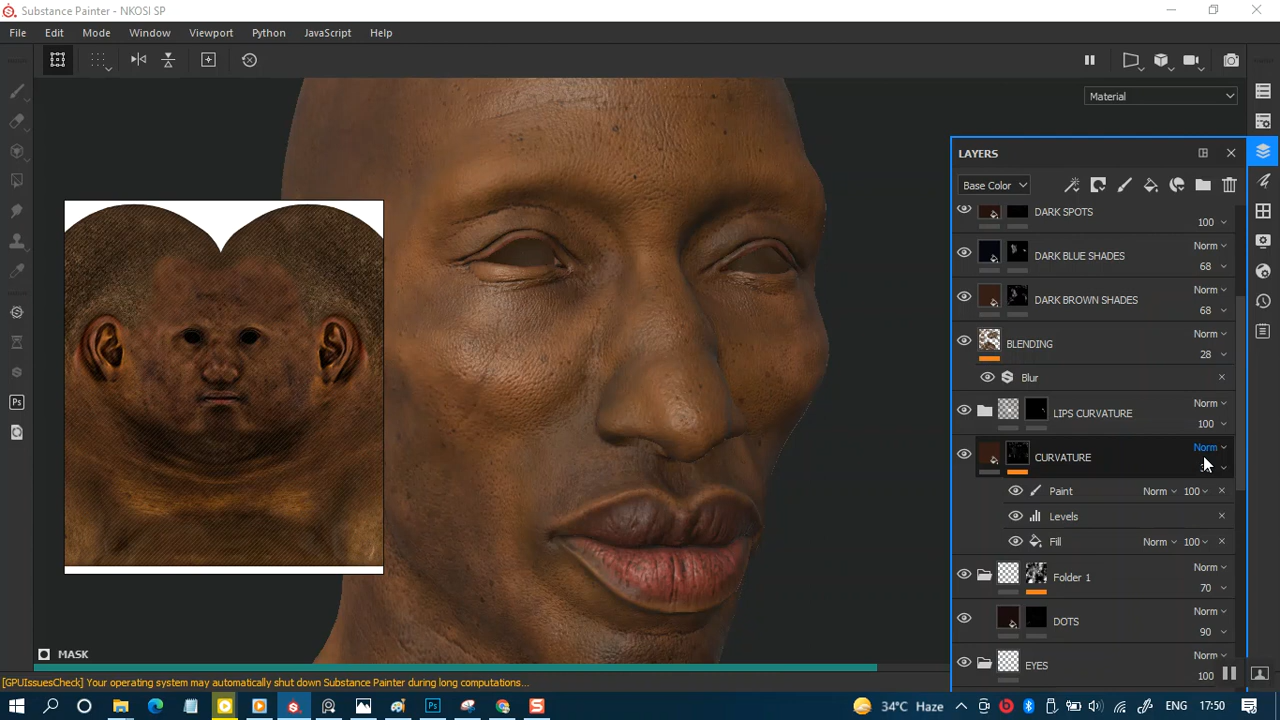 Substance Painter - NKOSI SP
File Edit Mode Window Viewport Python JavaScript Help
Material
LAYERS
Base Color
DARK SPOTS
100
Norm
DARK BLUE SHADES
68
Norm
DARK BROWN SHADES
68
Norm
BLENDING
28
Blur
Norm
LIPS CURVATURE
100
Norm
CURVATURE
Paint Norm 100
Levels
Fill Norm 100
Norm
Folder 1
70
Norm
DOTS
90
Norm
EYES
100
MASK
[GPUIssuesCheck] Your operating system may automatically shut down Substance Painter during long computations...
Ps
Ps
34°C Haze ENG 17:50